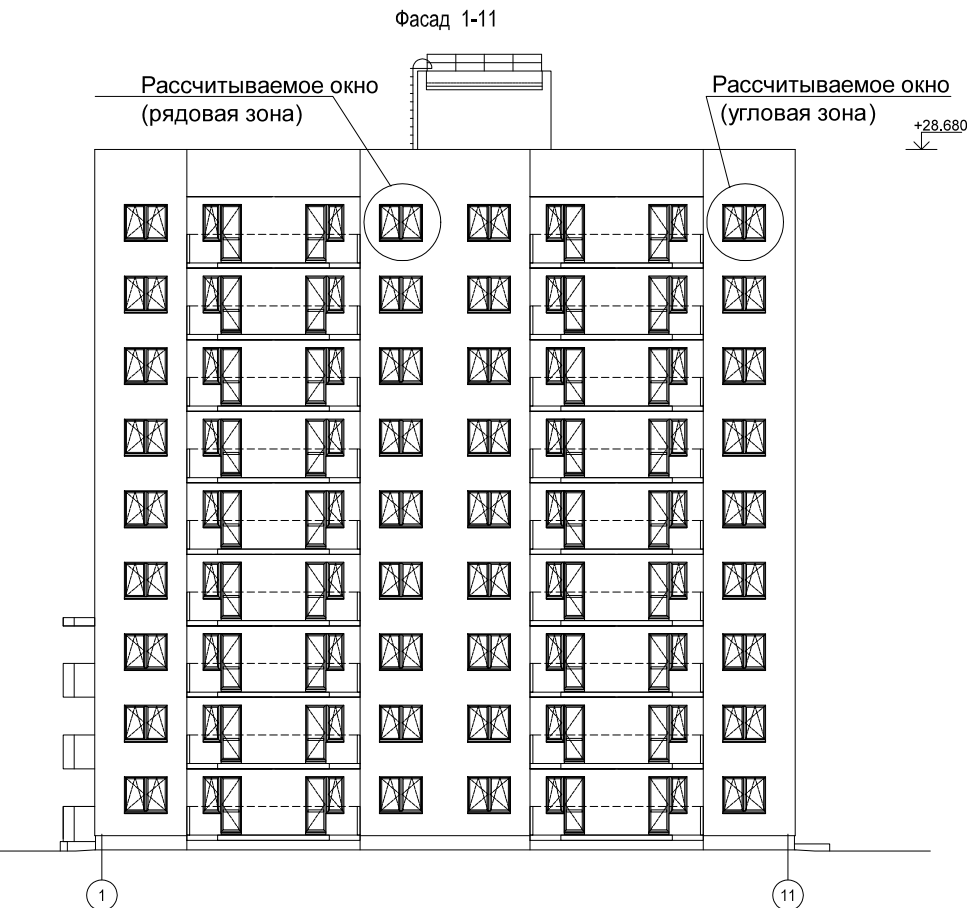 Фасад 1-11
Рассчитываемое окно
(рядовая зона)
Рассчитываемое окно
(угловая зона)
+28.680
1
11